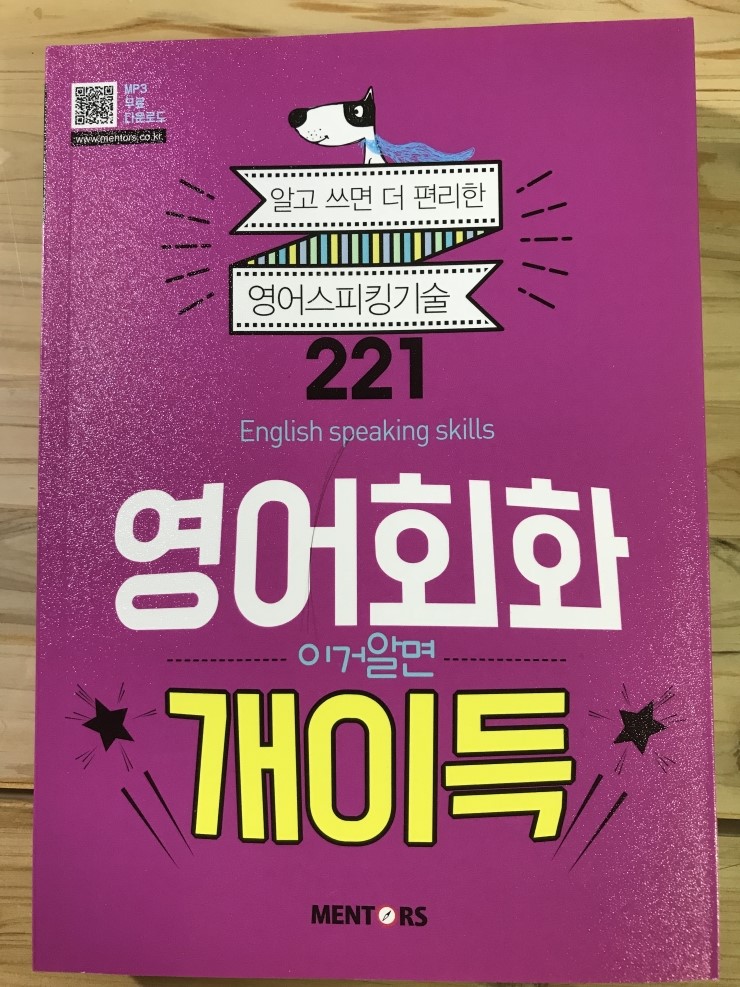 MP3
무료
다운로드
www.mentors.co.kr
알고 쓰면 더 편리한
영어스피킹기술
221
English speaking skills
영어회화
이거알면
개이득
MENTORS